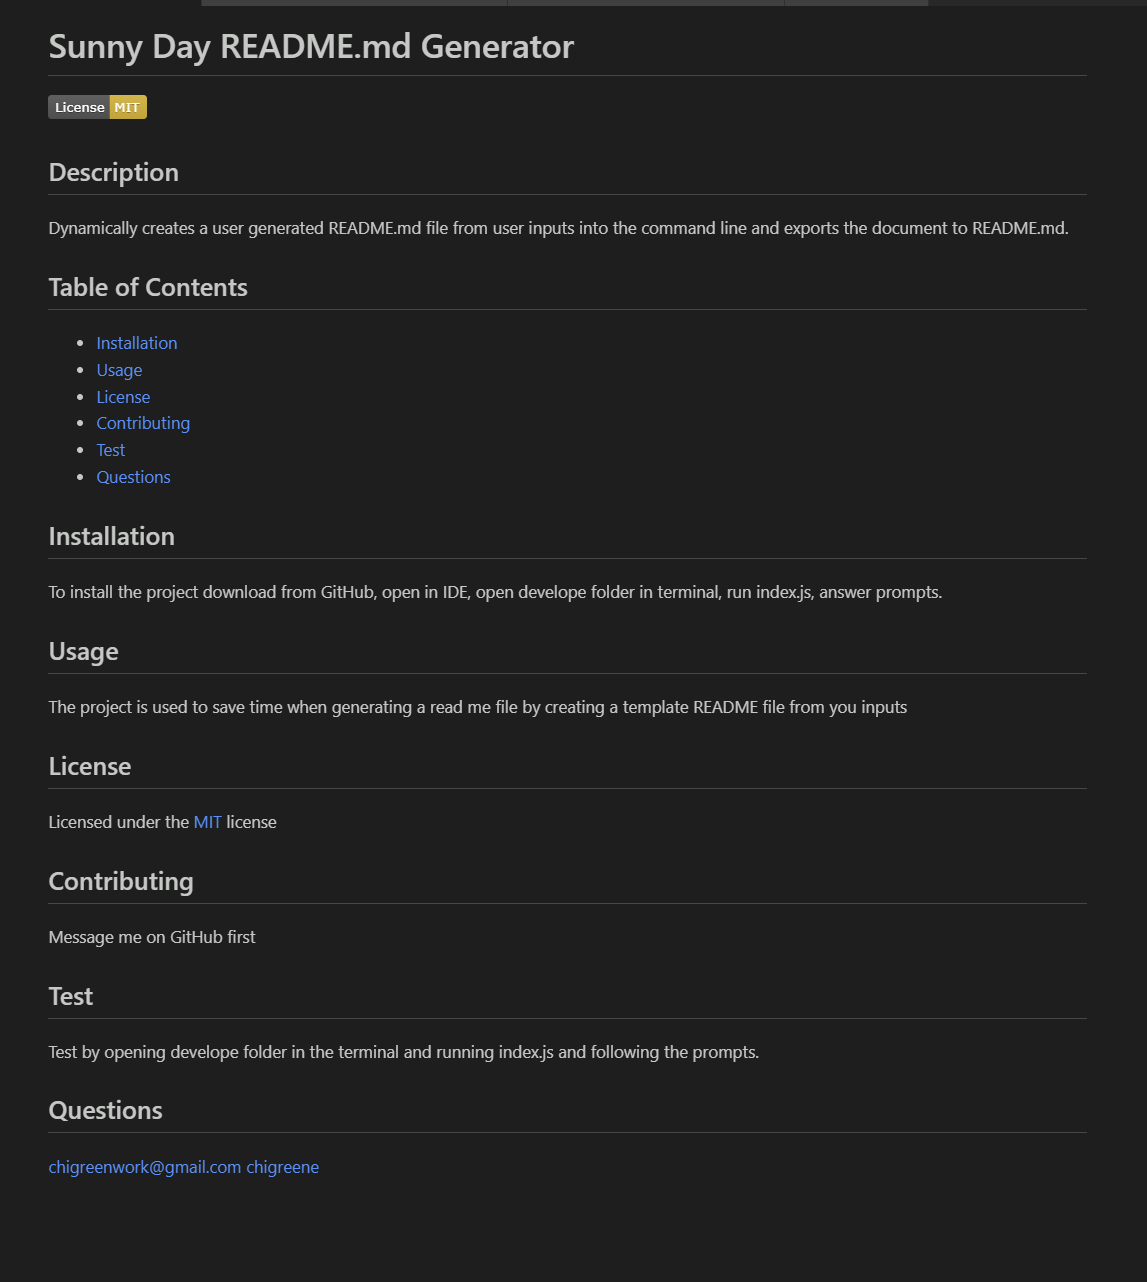 Sunny Day README.md Generator
License MIT
Description
Dynamically creates a user generated README.md file from user inputs into the command line and exports the document to README.md.
Table of Contents
Installation
Usage
License
Contributing
Test
Questions
Installation
To install the project download from GitHub, open in IDE, open develope folder in terminal, run index.js, answer prompts.
Usage
The project is used to save time when generating a read me file by creating a template README file from you inputs
License
Licensed under the MIT license
Contributing
Message me on GitHub first
Test
Test by opening develope folder in the terminal and running index.js and following the prompts.
Questions
chigreenwork@gmail.com chigreene